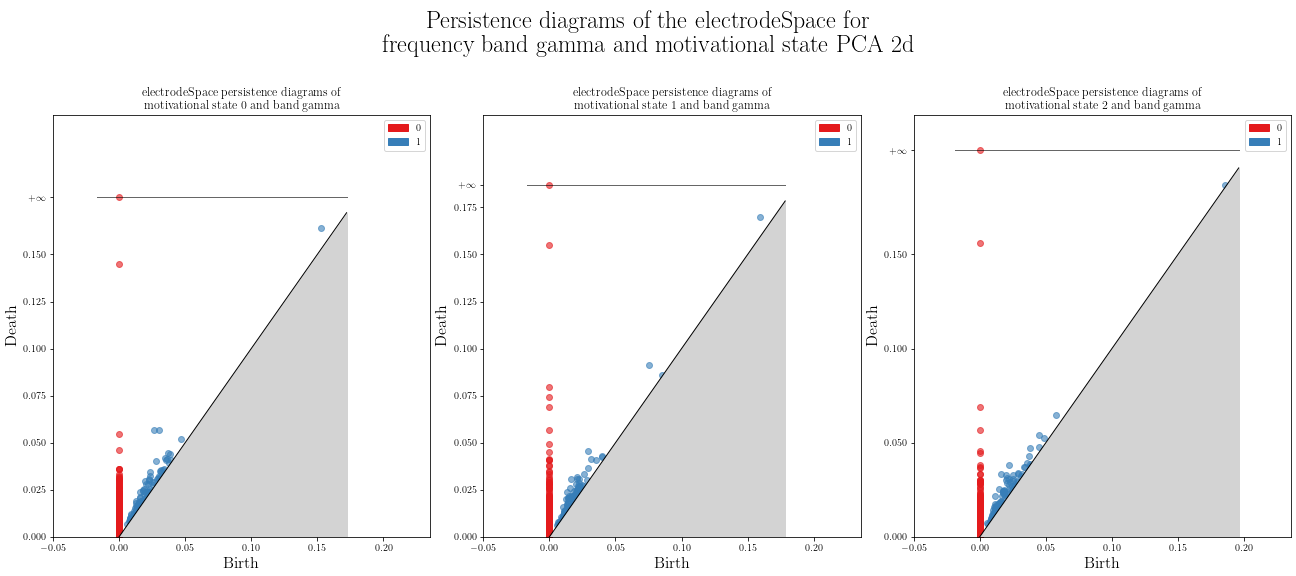 Persistence diagrams of the electrodeSpace for
frequency band gamma and motivational state PCA 2d
electrodeSpace persistence diagrams of
motivational state 0 and band gamma
0
1
+∞
0.150
0.125
0.100
0.075
0.050
0.025
0.000
Death
−0.05 0.00 0.05 0.10 0.15 0.20
Birth
electrodeSpace persistence diagrams of
motivational state 1 and band gamma
0
1
+∞
0.175
0.150
0.125
0.100
0.075
0.050
0.025
0.000
Death
−0.05 0.00 0.05 0.10 0.15 0.20
Birth
electrodeSpace persistence diagrams of
motivational state 2 and band gamma
0
1
+∞
0.150
0.050
0.000
Death
−0.05 0.00 0.05 0.10 0.15 0.20
Birth